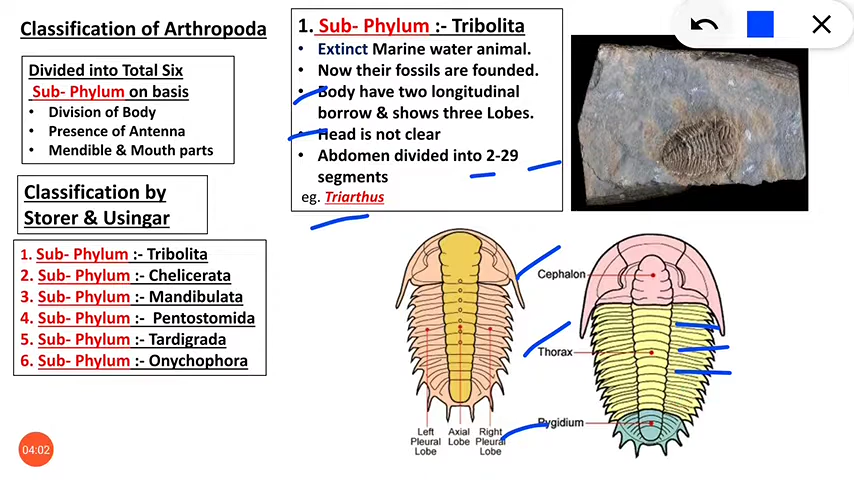 Classification of Arthropoda
Divided into Total Six
Sub- Phylum on basis
• Division of Body
• Presence of Antenna
• Mendible & Mouth parts
Classification by
Storer & Usingar
1. Sub- Phylum :- Tribolita
2. Sub- Phylum :- Chelicerata
3. Sub- Phylum :- Mandibulata
4. Sub- Phylum :- Pentostomida
5. Sub- Phylum :- Tardigrada
6. Sub- Phylum :- Onychophora
04:02
1. Sub- Phylum :- Tribolita
• Extinct Marine water animal.
• Now their fossils are founded.
• Body have two longitudinal
borrow & shows three Lobes.
• Head is not clear
• Abdomen divided into 2-29
segments
eg. Triarthus
Left
Pleural
Lobe
Axial
Lobe
Right
Pleural
Lobe
Cephalon
Thorax
Pygidium